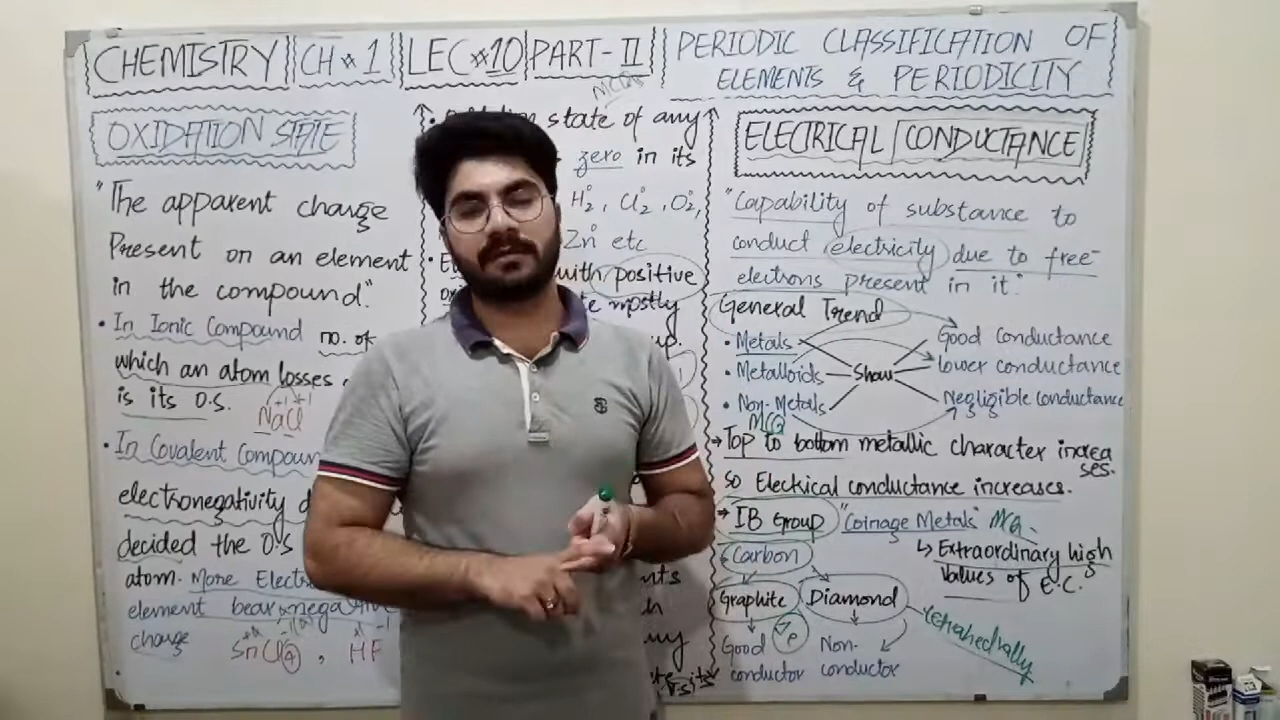 CHEMISTRY CH # 1 LEC # 10 PART - II
PERIODIC CLASSIFICATION OF
ELEMENTS & PERIODICITY
OXIDATION STATE
"The apparent charge
Present on an element
in the compound."
• In Ionic Compound no. of
which an atom losses
is its O.S.
+1 -1
NaCl
• In Covalent Compoun
electronegativity d
decided the O.S
atom. More Electr
element bear negative
charge
SnCl4, HF
MCQs
state of any
zero in its
H2°, Cl2°, O2°,
Zn° etc
with positive
mostly
up.
ELECTRICAL CONDUCTANCE
"Capability of substance to
conduct electricity due to free-
electrons present in it."
General Trend
• Metals
• Metalloids
• Non-Metals
Show
Good Conductance
lower conductance
Negligible conductance
MCQ
→ Top to bottom metallic character increa
ses.
so Electrical conductance increases.
→ IB Group "Coinage Metals" MCQ
↳ Extraordinary high
values of E.C.
• Carbon
Graphite Diamond
tetrahedrally
Good
conductor
Non-
conductor